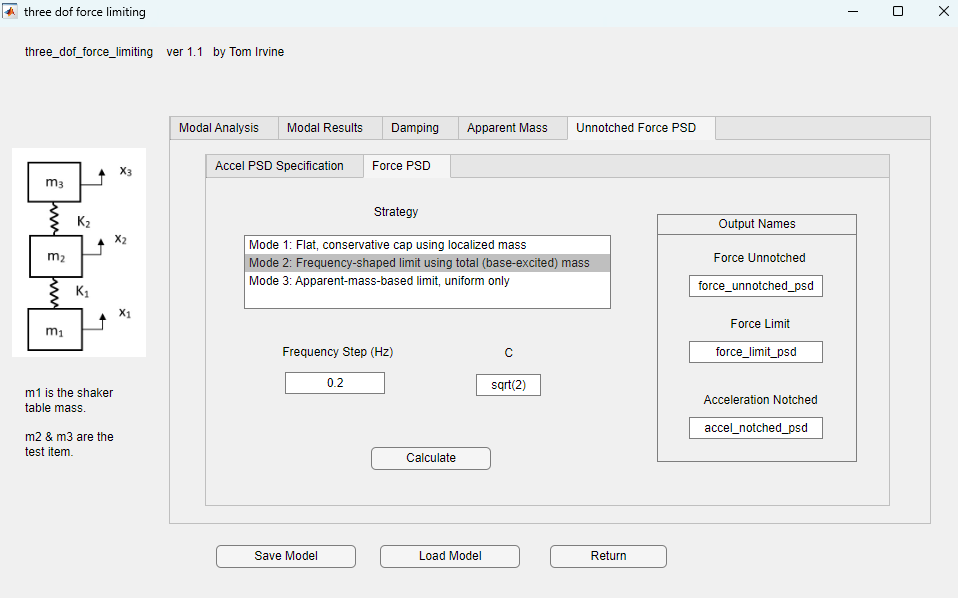 three dof force limiting
three_dof_force_limiting ver 1.1 by Tom Irvine
Modal Analysis
Modal Results
Damping
Apparent Mass
Unnotched Force PSD
Accel PSD Specification
Force PSD
m3
x3
K2
m2
x2
K1
m1
x1
m1 is the shaker
table mass.
m2 & m3 are the
test item.
Strategy
Mode 1: Flat, conservative cap using localized mass
Mode 2: Frequency-shaped limit using total (base-excited) mass
Mode 3: Apparent-mass-based limit, uniform only
Frequency Step (Hz)
0.2
C
sqrt(2)
Calculate
Output Names
Force Unnotched
force_unnotched_psd
Force Limit
force_limit_psd
Acceleration Notched
accel_notched_psd
Save Model
Load Model
Return